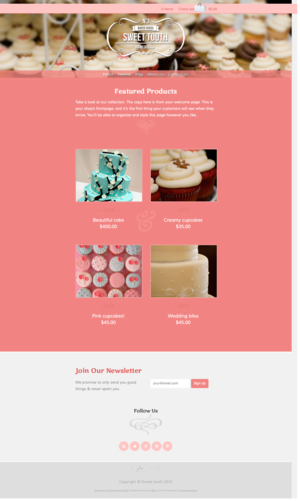 SWEET TOOTH
Featured Products
Take a look at our collection. The copy here is from your welcome page. This is
your shop's homepage, and it's the first thing your customers will see when they
arrive. You'll be able to organize and style this page however you like.
&
Beautiful cake
$400.00
Creamy cupcakes
$35.00
Pink cupcakes!
$45.00
Wedding bliss
$45.00
Join Our Newsletter
We promise to only send you good
things & never spam you.
your@email.com
Sign Up
Follow Us
Copyright © Sweet tooth 2013